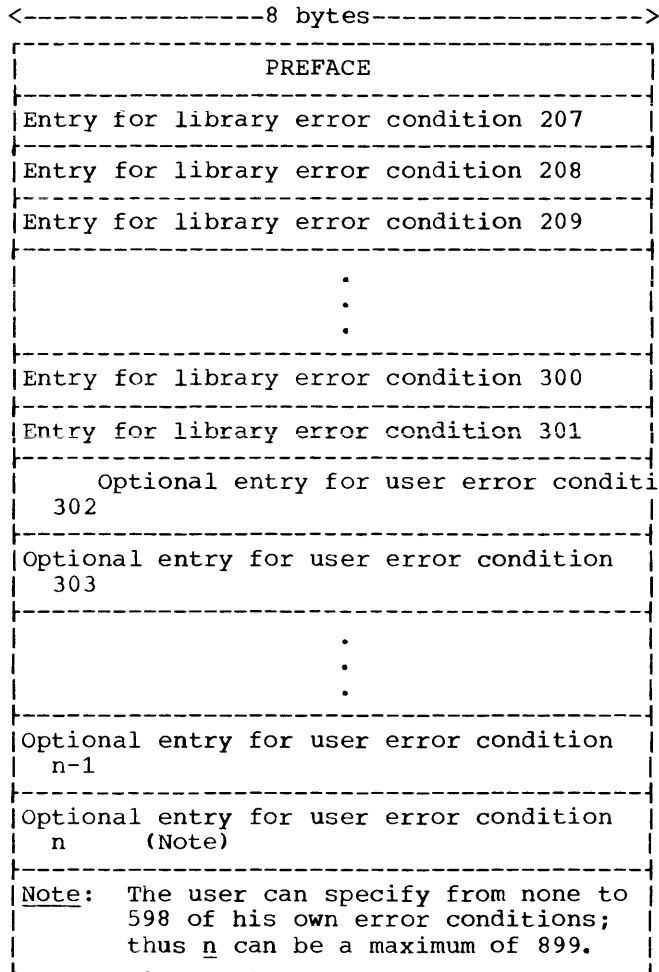 <----------------8 bytes------------------>
PREFACE
Entry for library error condition 207
Entry for library error condition 208
Entry for library error condition 209
.
.
.
Entry for library error condition 300
Entry for library error condition 301
Optional entry for user error conditi
302
Optional entry for user error condition
303
.
.
.
Optional entry for user error condition
n-1
Optional entry for user error condition
n (Note)
Note: The user can specify from none to
598 of his own error conditions;
thus n can be a maximum of 899.